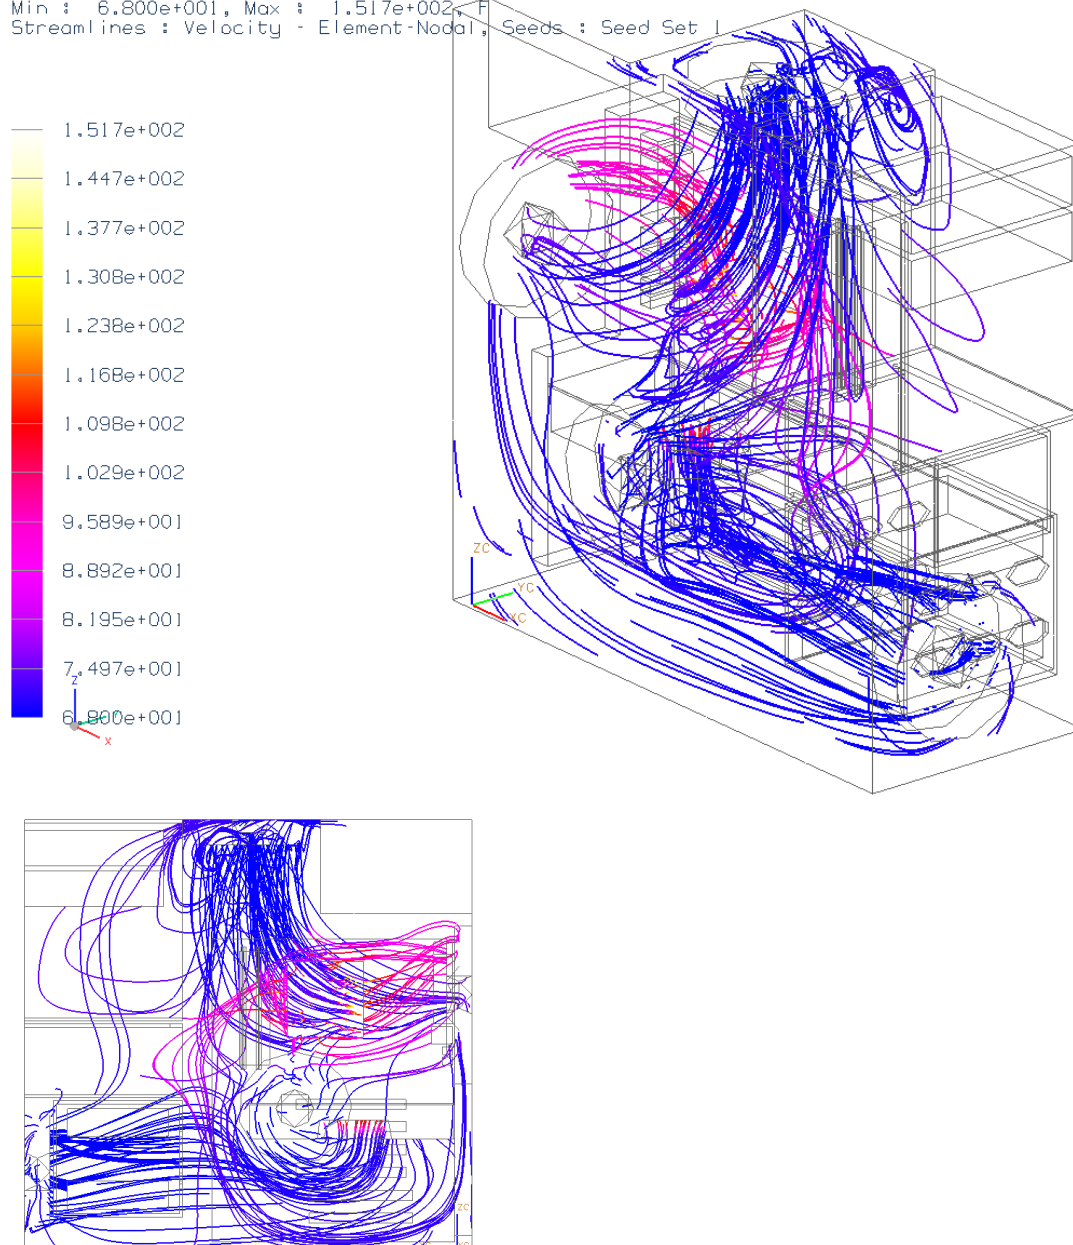 Min : 6.800e+001, Max : 1.517e+002, F
Streamlines : Velocity - Element-Nodal, Seeds : Seed Set 1
1.517e+002
1.447e+002
1.377e+002
1.308e+002
1.238e+002
1.168e+002
1.098e+002
1.029e+002
9.589e+001
8.892e+001
8.195e+001
7.497e+001
6.800e+001
Z
X
ZC
YC
XC
ZC